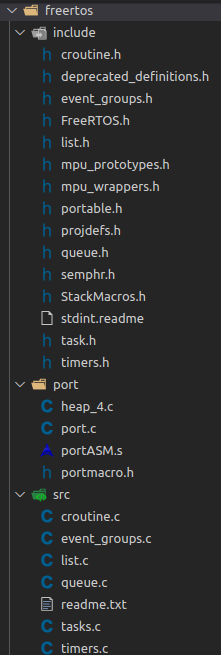 freertos
include
croutine.h
deprecated_definitions.h
event_groups.h
FreeRTOS.h
list.h
mpu_prototypes.h
mpu_wrappers.h
portable.h
projdefs.h
queue.h
semphr.h
StackMacros.h
stdint.readme
task.h
timers.h
port
heap_4.c
port.c
portASM.s
portmacro.h
src
croutine.c
event_groups.c
list.c
queue.c
readme.txt
tasks.c
timers.c